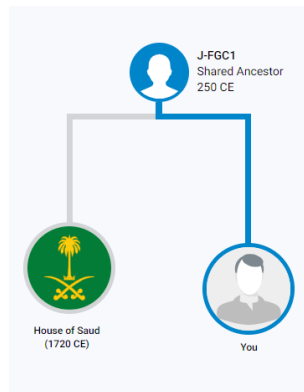 J-FGC1
Shared Ancestor
250 CE
House of Saud
(1720 CE)
You